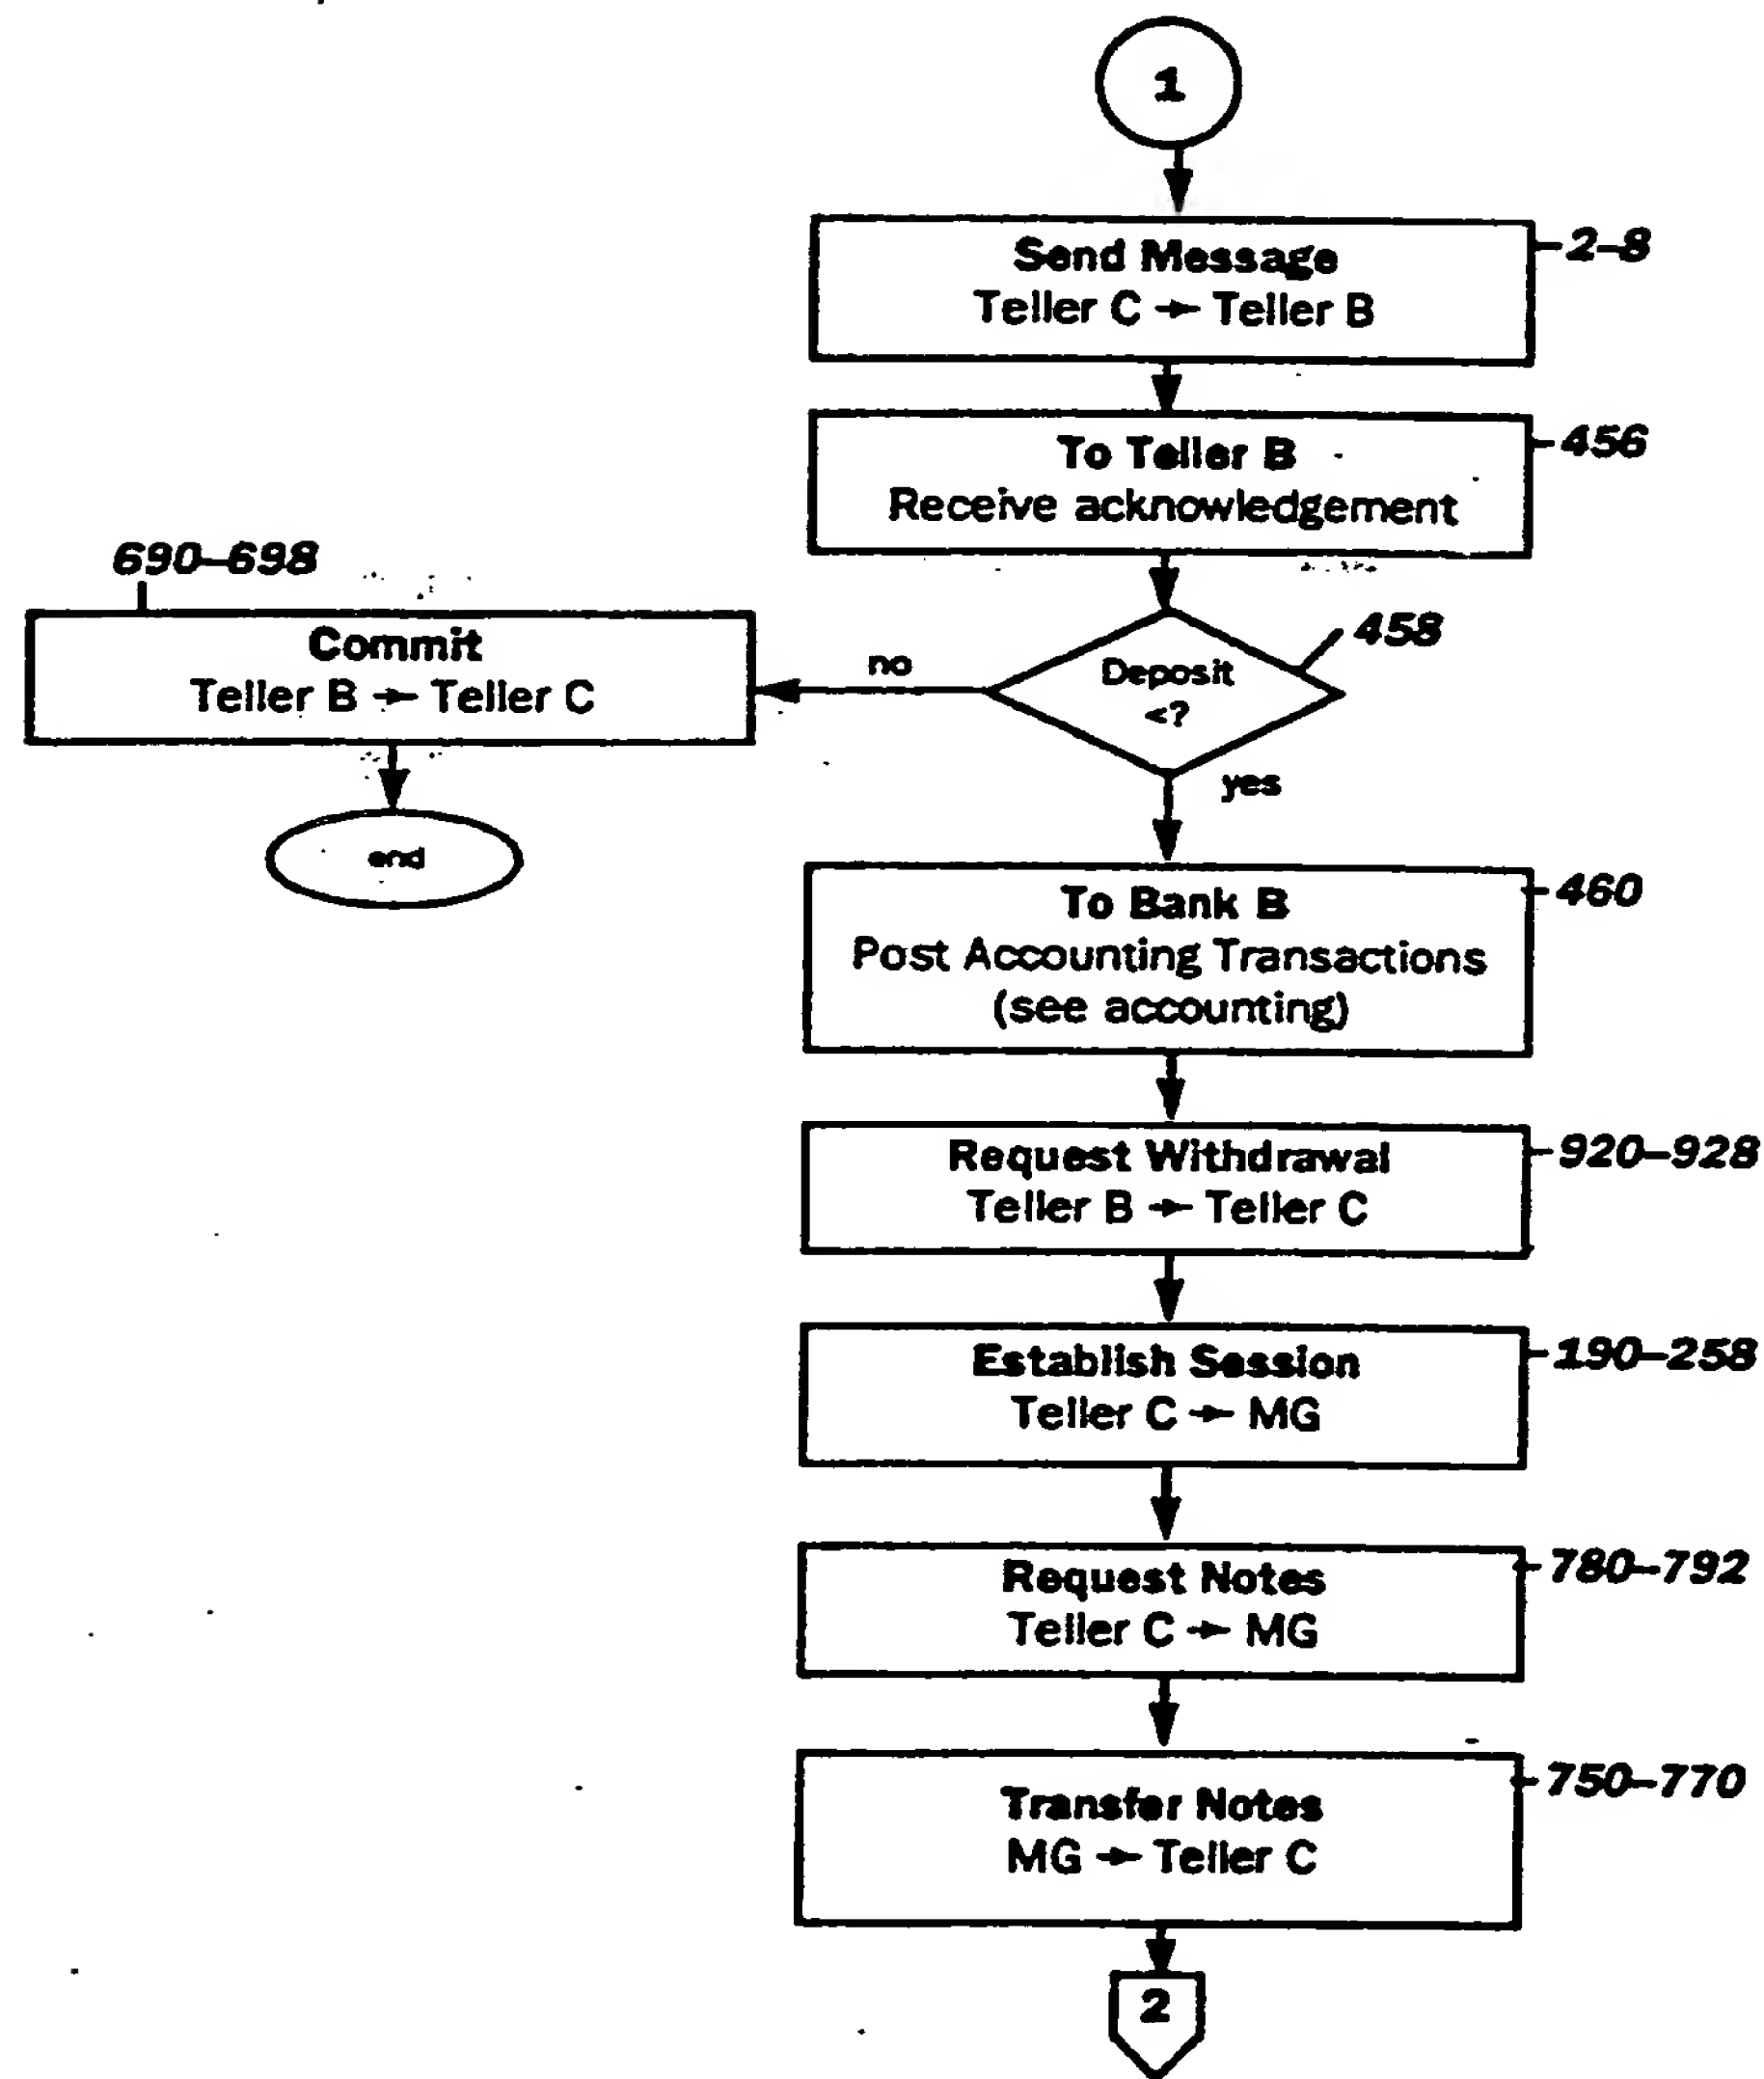 1
Send Message
Teller C → Teller B
2–8
To Teller B
Receive acknowledgement
456
690–698
Commit
Teller B → Teller C
no
Deposit
<?
458
yes
end
To Bank B
Post Accounting Transactions
(see accounting)
460
Request Withdrawal
Teller B → Teller C
920–928
Establish Session
Teller C → MG
190–258
Request Notes
Teller C → MG
780–792
Transfer Notes
MG → Teller C
750–770
2